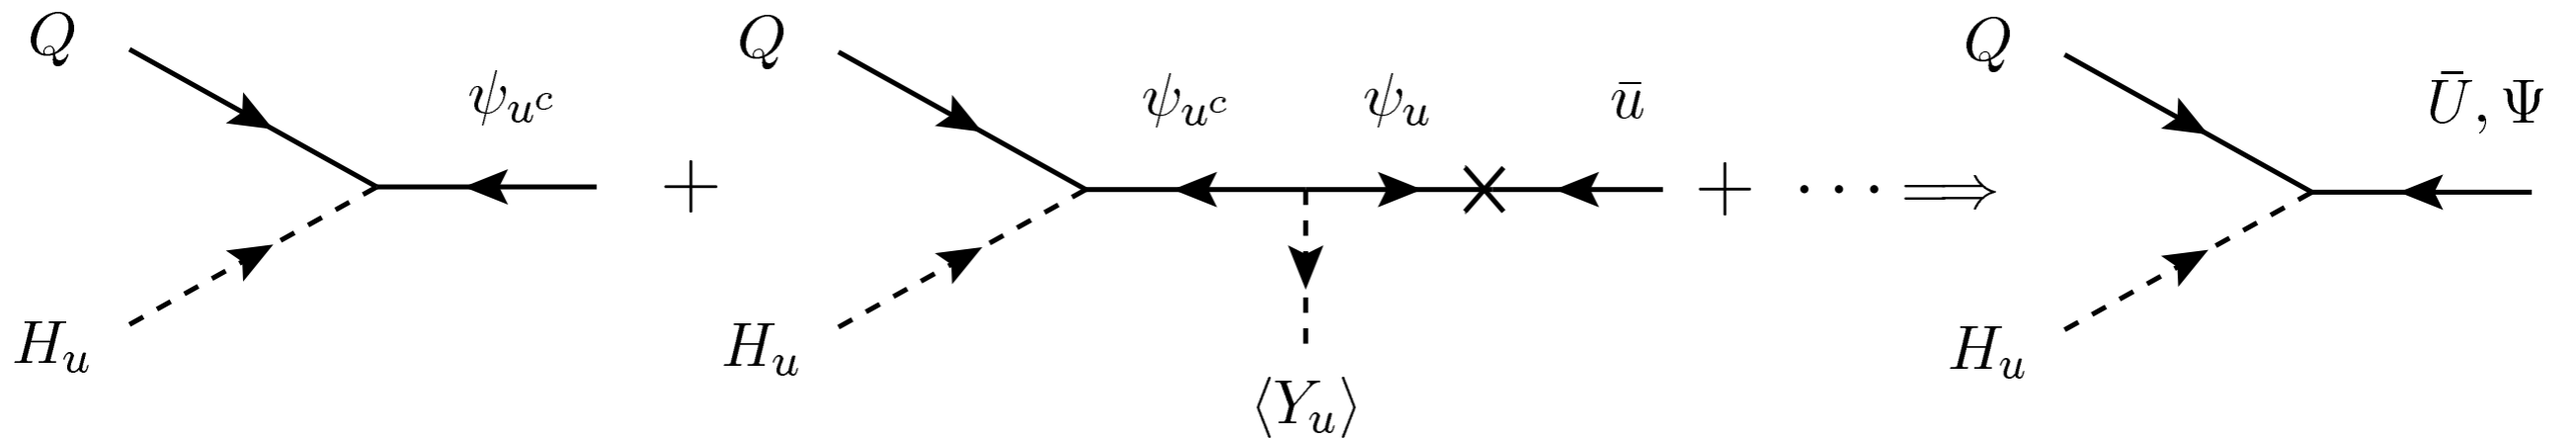 Q ψ_{u^c} + Q ψ_{u^c} ψ_u ū + ⋯ ⟹ Q Ū, Ψ
H_u H_u H_u
⟨Y_u⟩